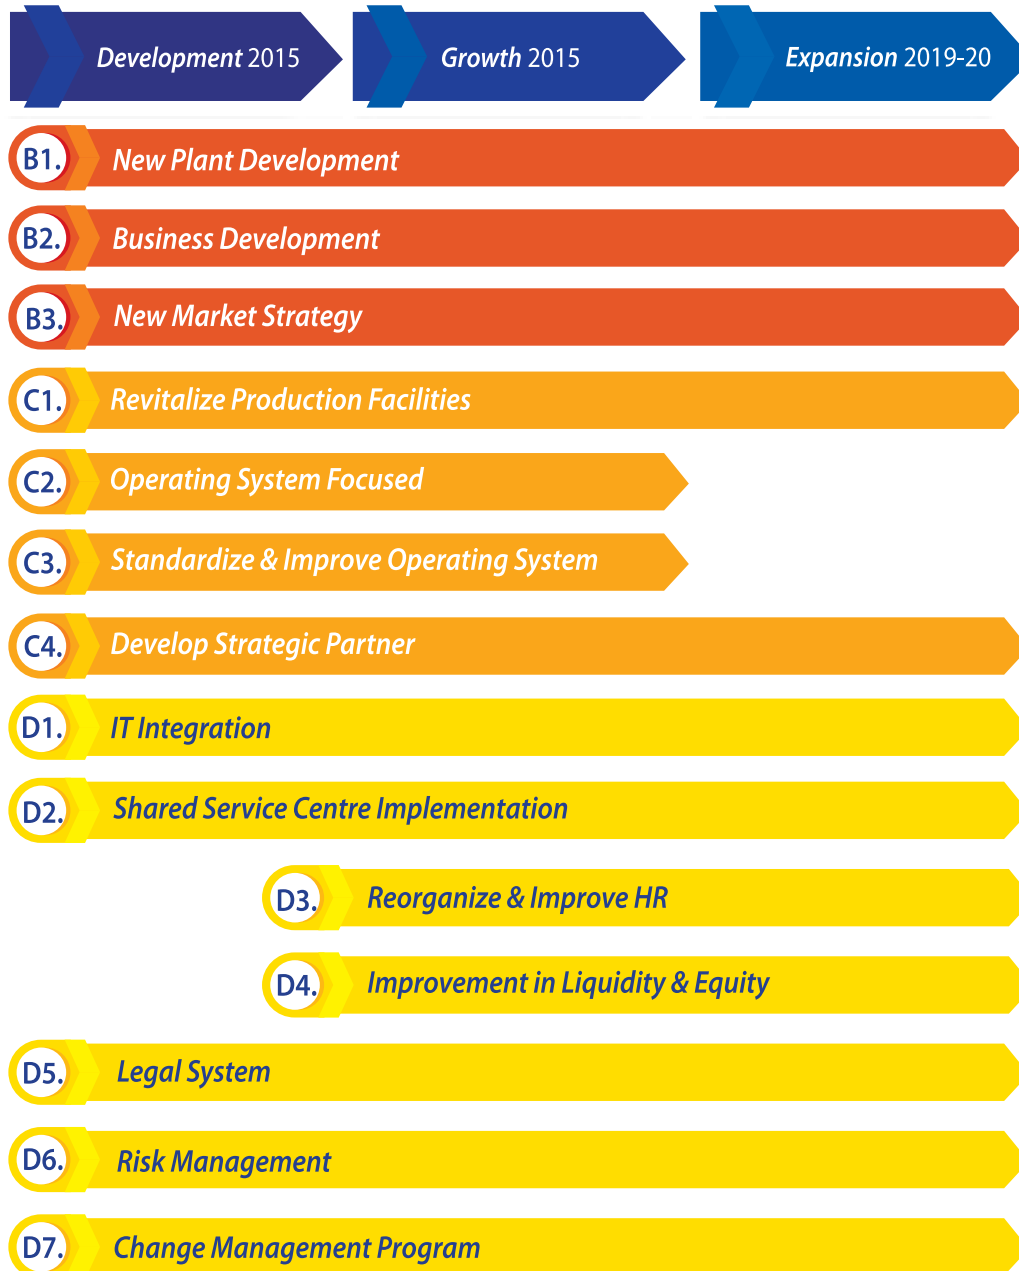 Development 2015
Growth 2015
Expansion 2019-20
B1. New Plant Development
B2. Business Development
B3. New Market Strategy
C1. Revitalize Production Facilities
C2. Operating System Focused
C3. Standardize & Improve Operating System
C4. Develop Strategic Partner
D1. IT Integration
D2. Shared Service Centre Implementation
D3. Reorganize & Improve HR
D4. Improvement in Liquidity & Equity
D5. Legal System
D6. Risk Management
D7. Change Management Program